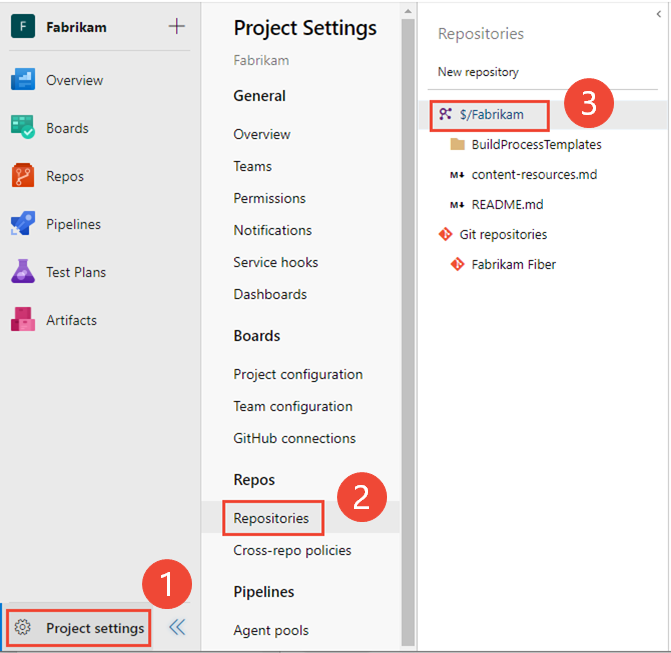 F Fabrikam +
Overview
Boards
Repos
Pipelines
Test Plans
Artifacts
1
Project settings
Project Settings
Fabrikam
General
Overview
Teams
Permissions
Notifications
Service hooks
Dashboards
Boards
Project configuration
Team configuration
GitHub connections
Repos
2
Repositories
Cross-repo policies
Pipelines
Agent pools
Repositories
New repository
3
$/Fabrikam
BuildProcessTemplates
M↓ content-resources.md
M↓ README.md
Git repositories
Fabrikam Fiber